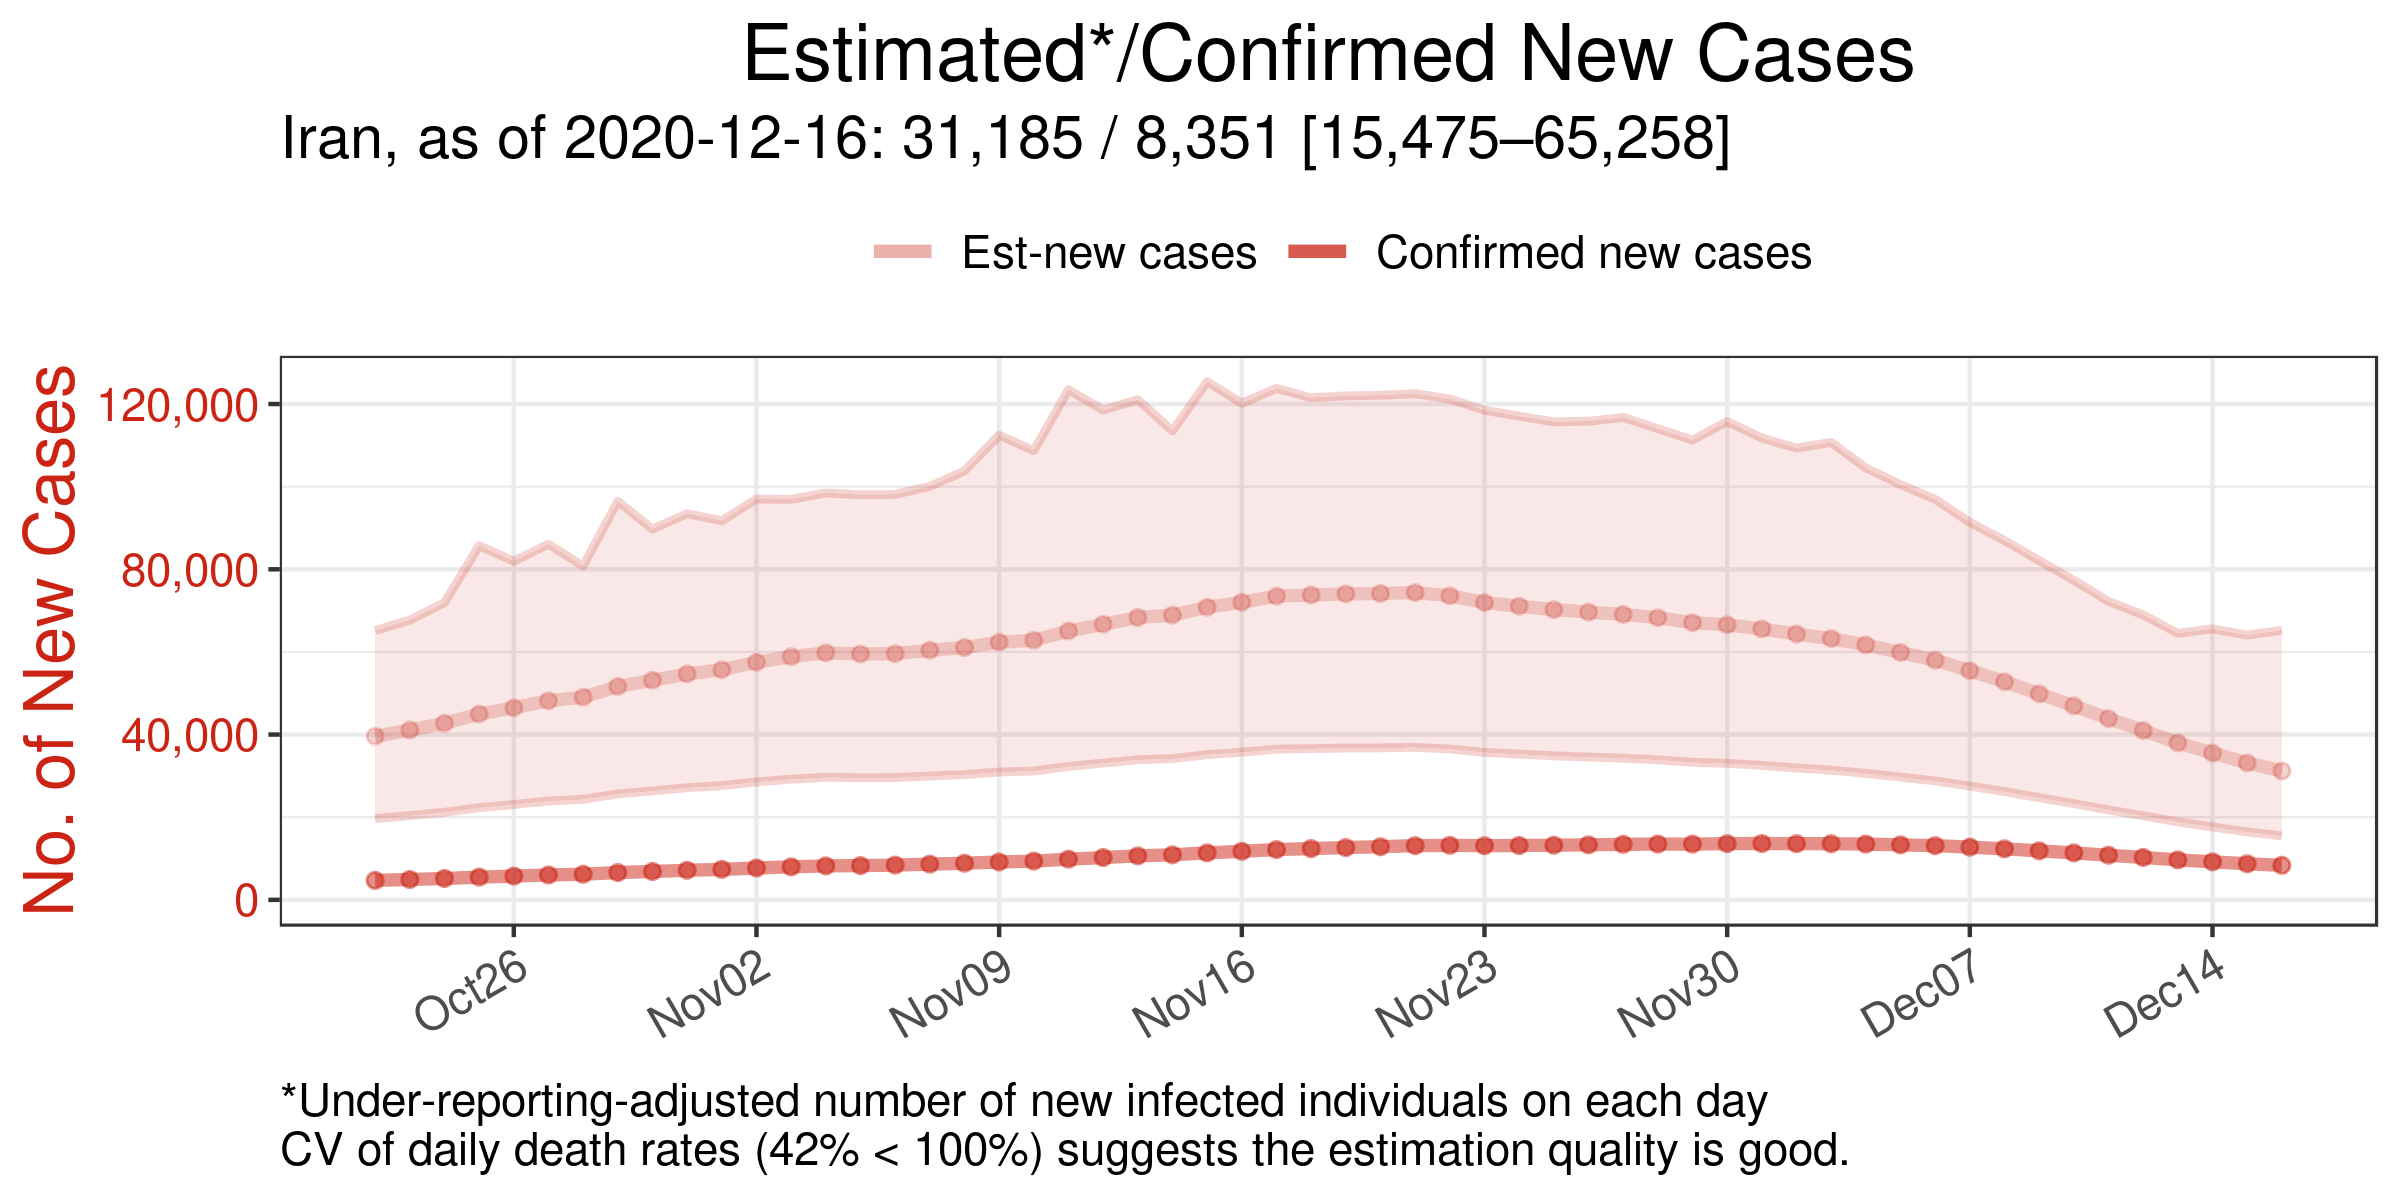 Estimated*/Confirmed New Cases
Iran, as of 2020-12-16: 31,185 / 8,351 [15,475–65,258]
Est-new cases
Confirmed new cases
No. of New Cases
120,000
80,000
40,000
0
Oct26
Nov02
Nov09
Nov16
Nov23
Nov30
Dec07
Dec14
*Under-reporting-adjusted number of new infected individuals on each day
CV of daily death rates (42% < 100%) suggests the estimation quality is good.